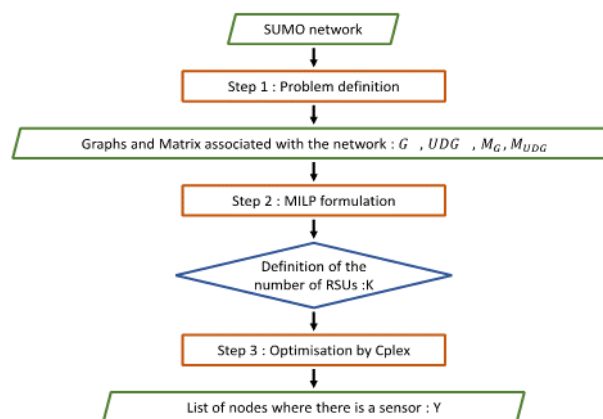 SUMO network
Step 1 : Problem definition
Graphs and Matrix associated with the network : G , UDG , M_G, M_UDG
Step 2 : MILP formulation
Definition of the
number of RSUs :K
Step 3 : Optimisation by Cplex
List of nodes where there is a sensor : Y